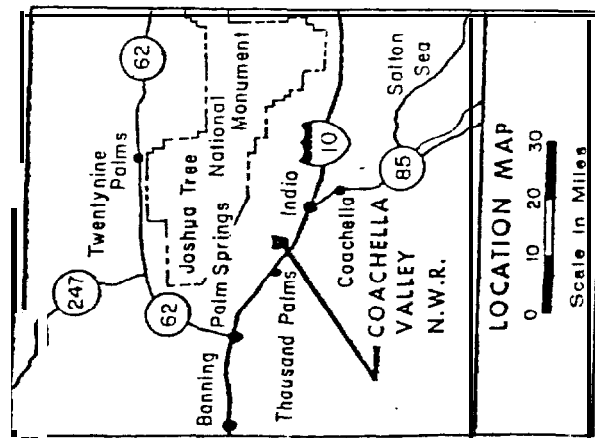 247
62
Twentynine
Palms
62
Joshua Tree
National
Monument
Banning
Palm Springs
Indio
10
Thausand Palms
Coachella
85
Salton
Sea
COACHELLA
VALLEY
N.W.R.
LOCATION MAP
0 10 20 30
Scale In Miles